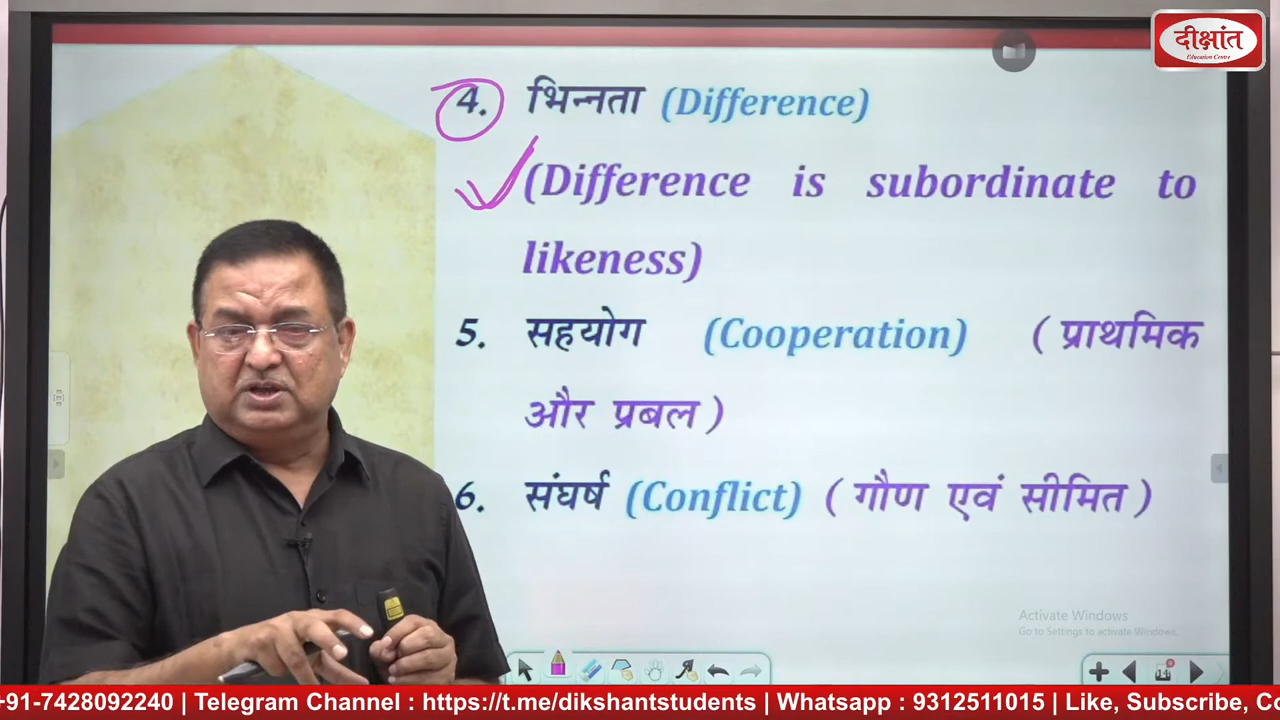 दीक्षांत
Education Centre
4. भिन्नता (Difference)
(Difference is subordinate to
likeness)
5. सहयोग (Cooperation) ( प्राथमिक
और प्रबल )
6. संघर्ष (Conflict) ( गौण एवं सीमित )
Activate Windows
Go to Settings to activate Windows.
+91-7428092240 | Telegram Channel : https://t.me/dikshantstudents | Whatsapp : 9312511015 | Like, Subscribe,